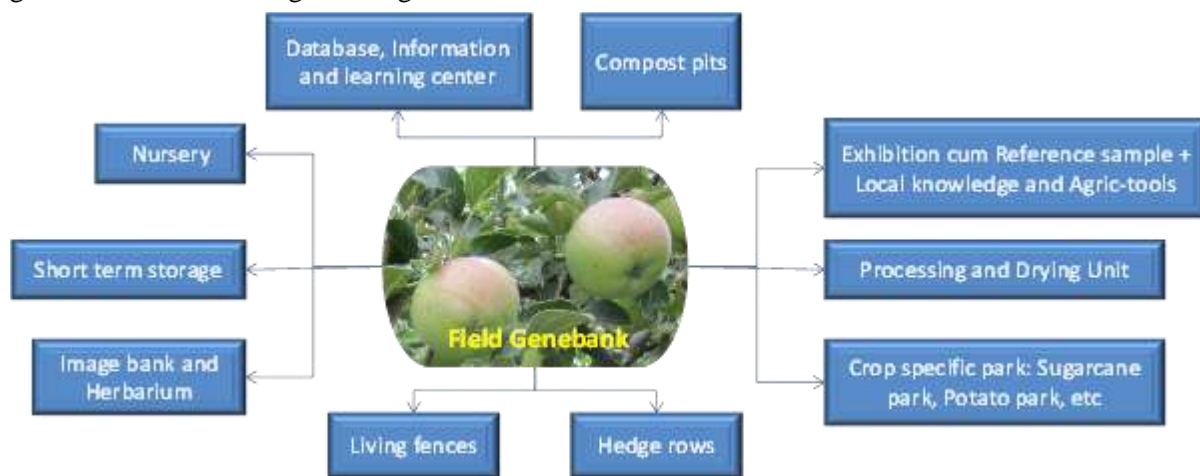 Database, Information
and learning center
Compost pits
Nursery
Exhibition cum Reference sample +
Local knowledge and Agric-tools
Short term storage
Processing and Drying Unit
Field Genebank
Image bank and
Herbarium
Crop specific park: Sugarcane
park, Potato park, etc
Living fences
Hedge rows